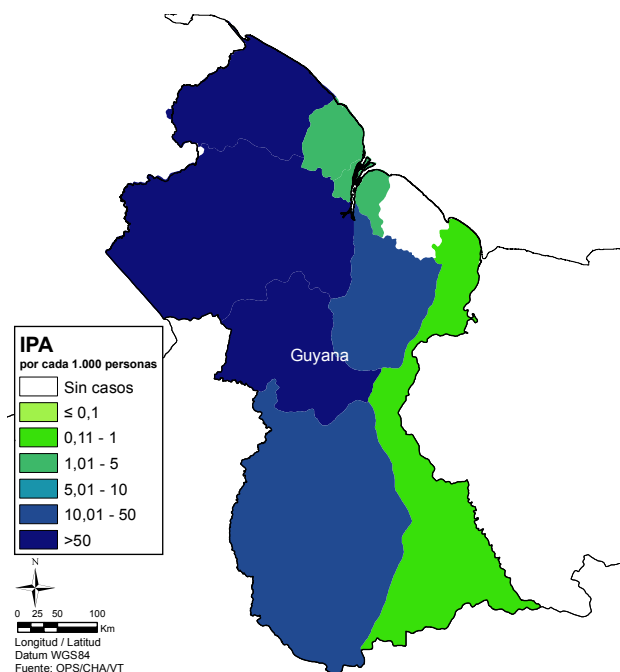 Guyana
IPA
por cada 1.000 personas
Sin casos
≤ 0,1
0,11 - 1
1,01 - 5
5,01 - 10
10,01 - 50
>50
N
0 25 50 100
Km
Longitud / Latitud
Datum WGS84
Fuente: OPS/CHA/VT